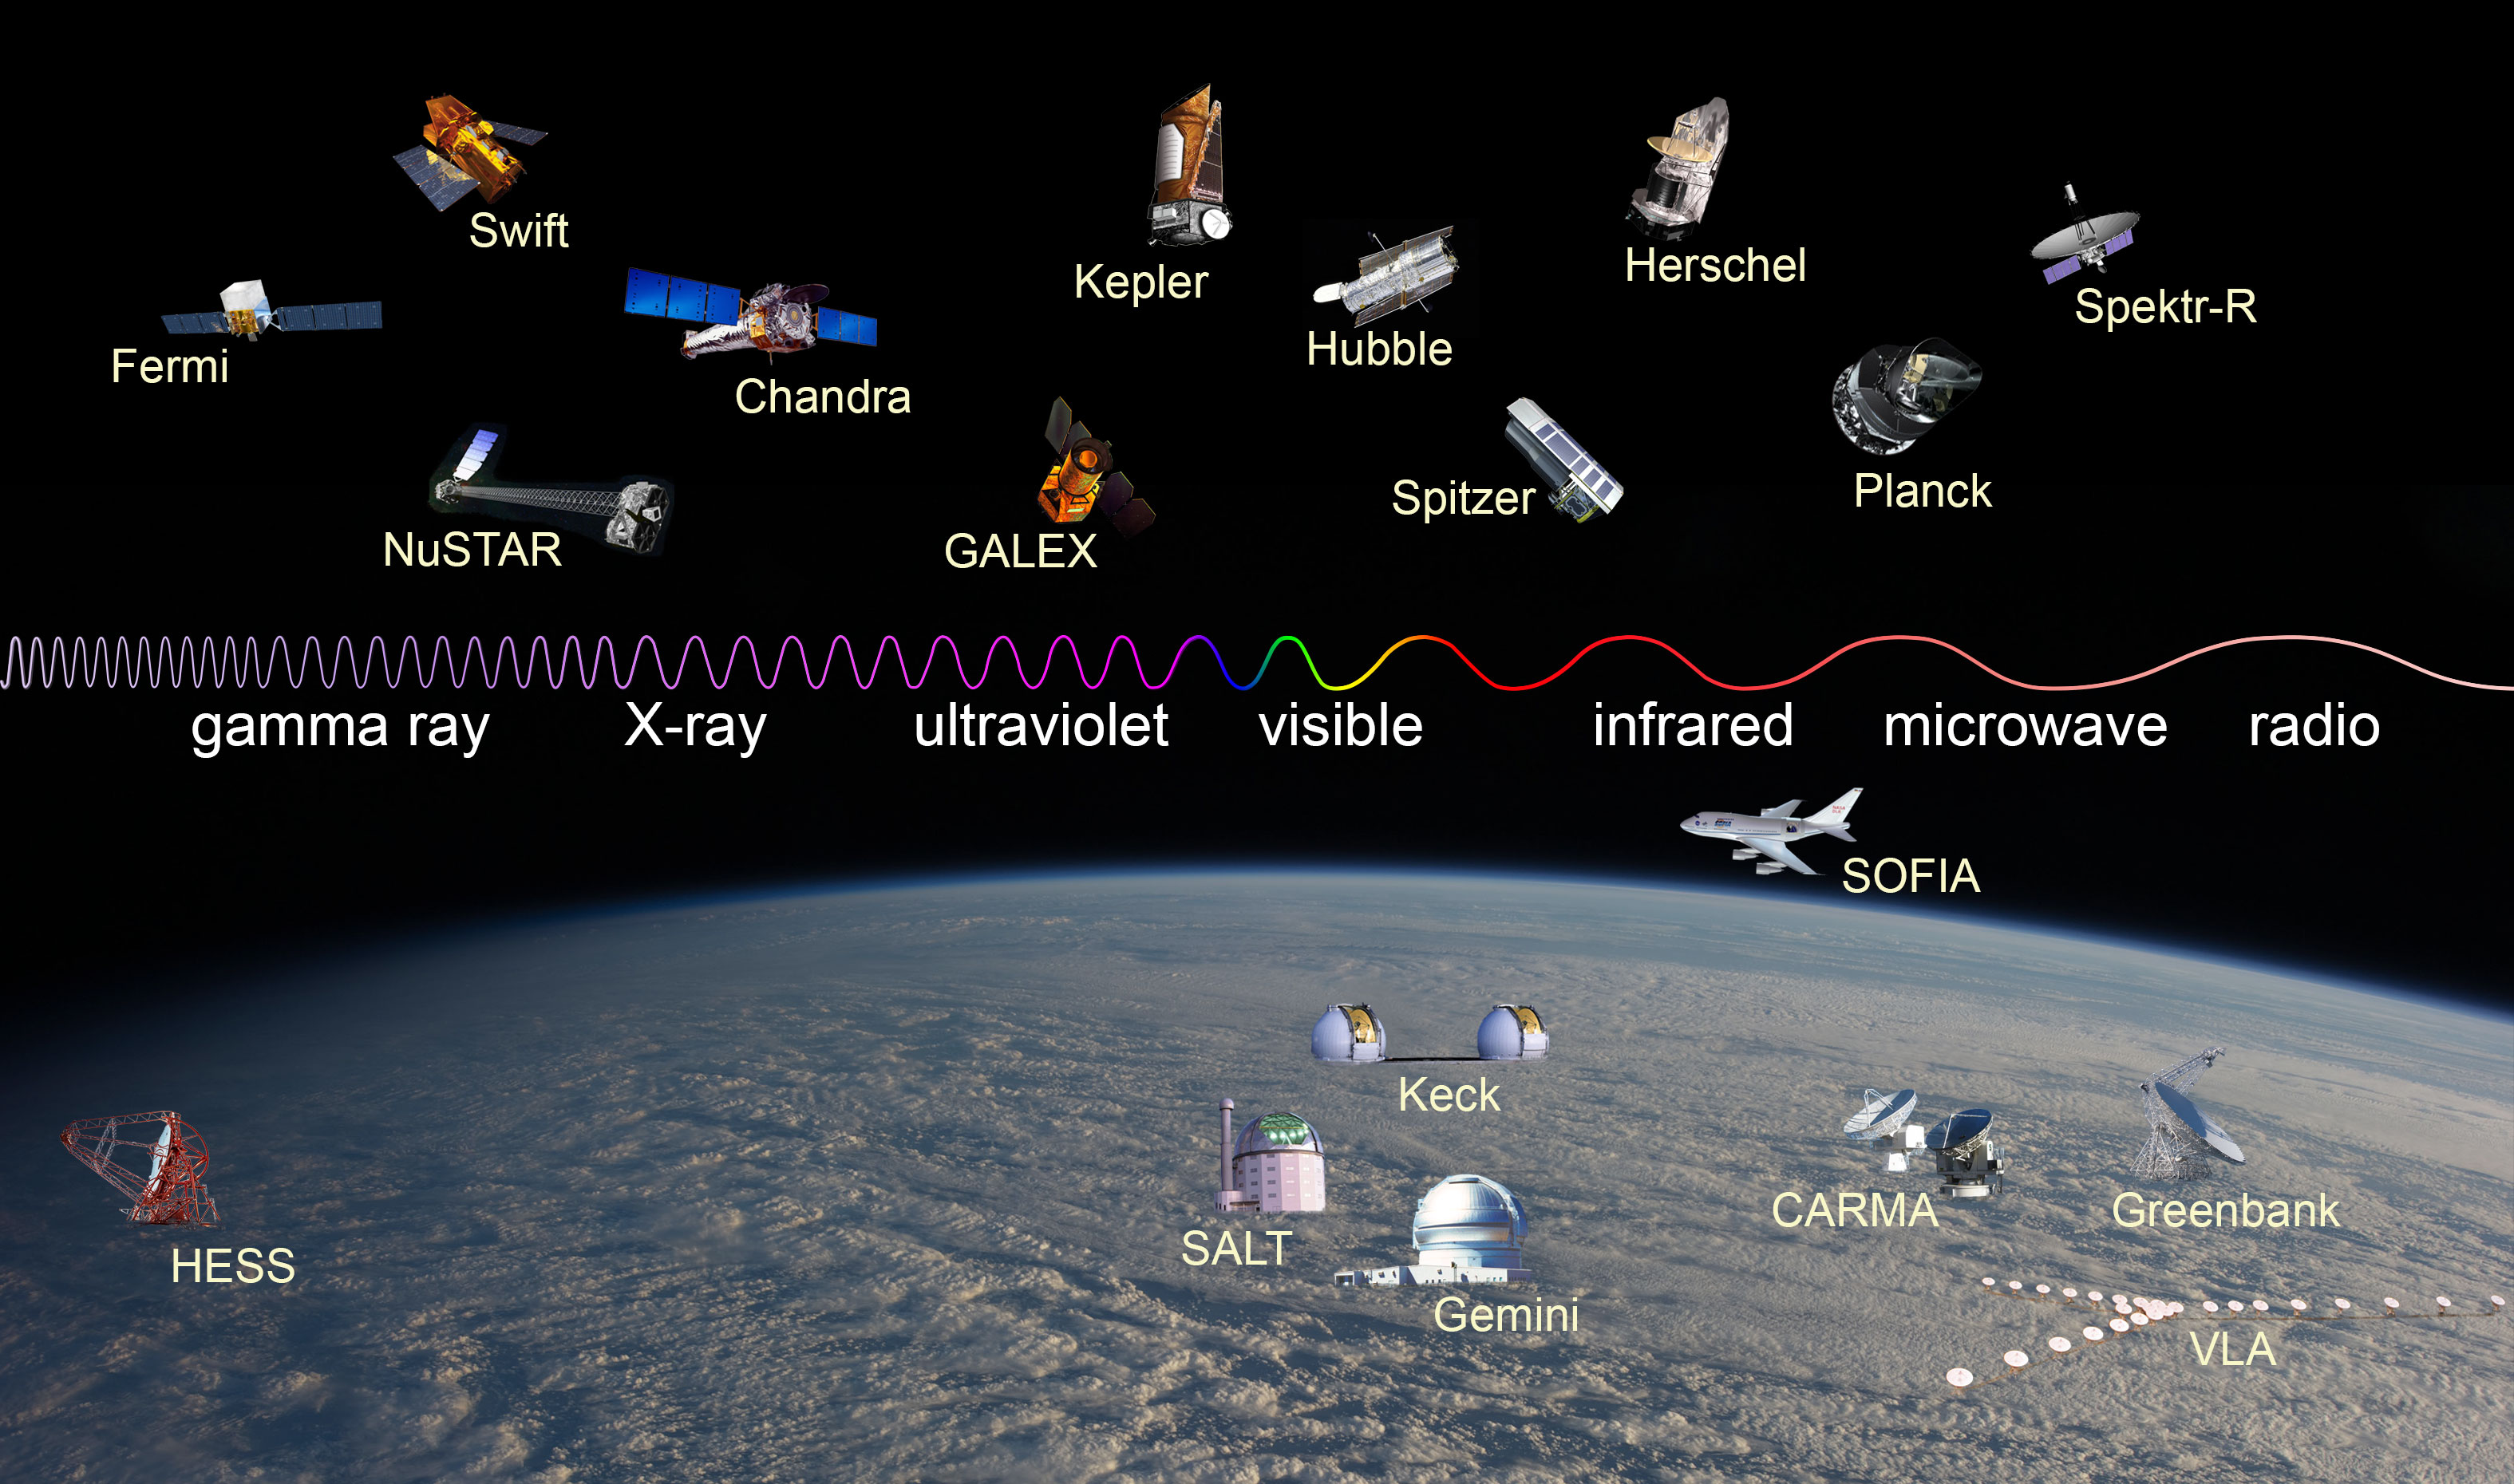 Swift
Fermi
Chandra
Kepler
Hubble
Herschel
Spektr-R
NuSTAR
GALEX
Spitzer
Planck
gamma ray
X-ray
ultraviolet
visible
infrared
microwave
radio
SOFIA
Keck
HESS
SALT
Gemini
CARMA
Greenbank
VLA